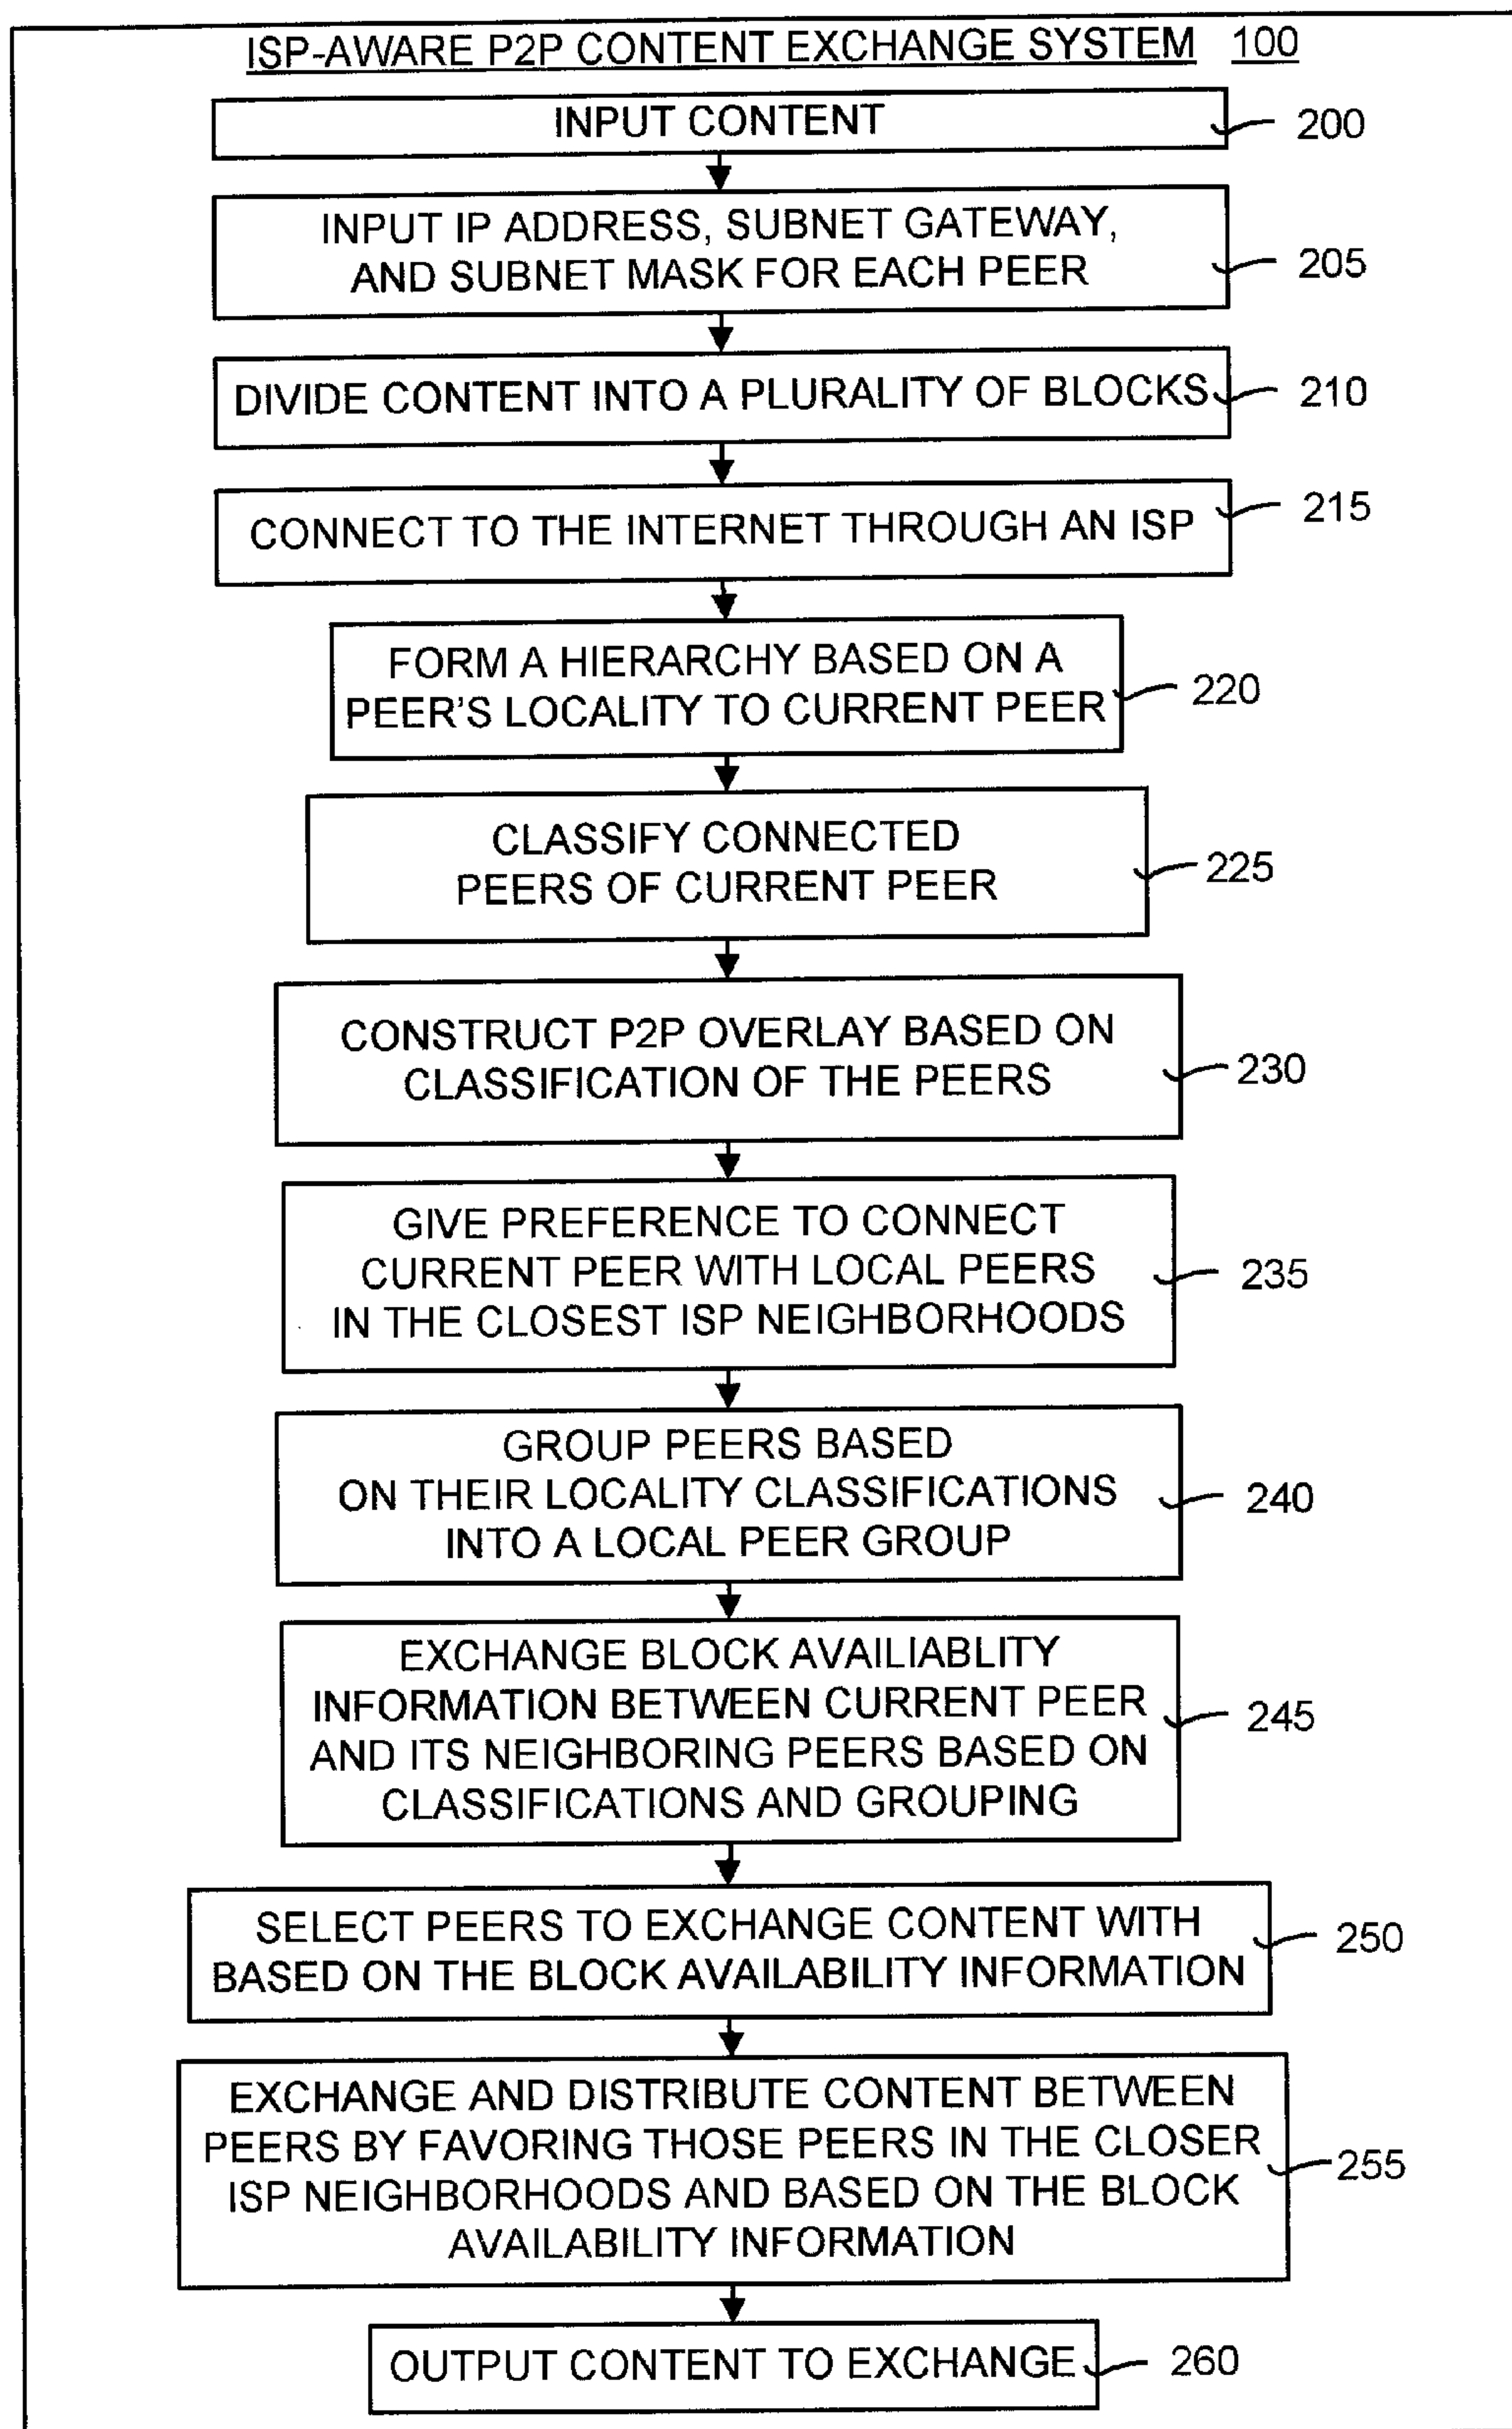 ISP-AWARE P2P CONTENT EXCHANGE SYSTEM 100
INPUT CONTENT
200
INPUT IP ADDRESS, SUBNET GATEWAY,
AND SUBNET MASK FOR EACH PEER
205
DIVIDE CONTENT INTO A PLURALITY OF BLOCKS
210
CONNECT TO THE INTERNET THROUGH AN ISP
215
FORM A HIERARCHY BASED ON A
PEER'S LOCALITY TO CURRENT PEER
220
CLASSIFY CONNECTED
PEERS OF CURRENT PEER
225
CONSTRUCT P2P OVERLAY BASED ON
CLASSIFICATION OF THE PEERS
230
GIVE PREFERENCE TO CONNECT
CURRENT PEER WITH LOCAL PEERS
IN THE CLOSEST ISP NEIGHBORHOODS
235
GROUP PEERS BASED
ON THEIR LOCALITY CLASSIFICATIONS
INTO A LOCAL PEER GROUP
240
EXCHANGE BLOCK AVAILIABLITY
INFORMATION BETWEEN CURRENT PEER
AND ITS NEIGHBORING PEERS BASED ON
CLASSIFICATIONS AND GROUPING
245
SELECT PEERS TO EXCHANGE CONTENT WITH
BASED ON THE BLOCK AVAILABILITY INFORMATION
250
EXCHANGE AND DISTRIBUTE CONTENT BETWEEN
PEERS BY FAVORING THOSE PEERS IN THE CLOSER
ISP NEIGHBORHOODS AND BASED ON THE BLOCK
AVAILABILITY INFORMATION
255
OUTPUT CONTENT TO EXCHANGE
260